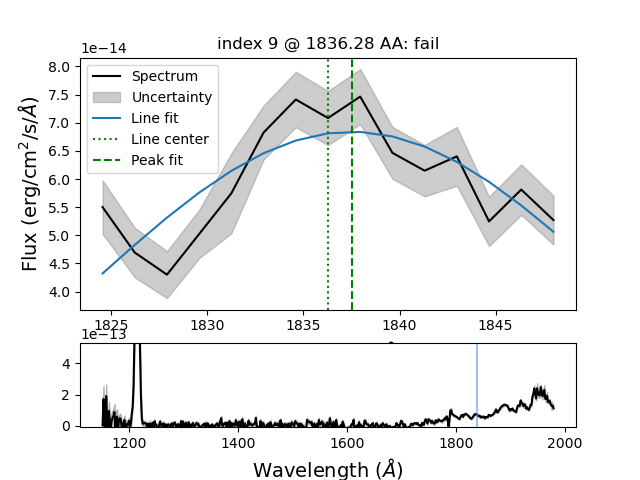 index 9 @ 1836.28 AA: fail
1e−14
Flux (erg/cm²/s/Å)
8.0
7.5
7.0
6.5
6.0
5.5
5.0
4.5
4.0
Spectrum
Uncertainty
Line fit
Line center
Peak fit
1825 1830 1835 1840 1845
1e−13
4
2
0
1200 1400 1600 1800 2000
Wavelength (Å)